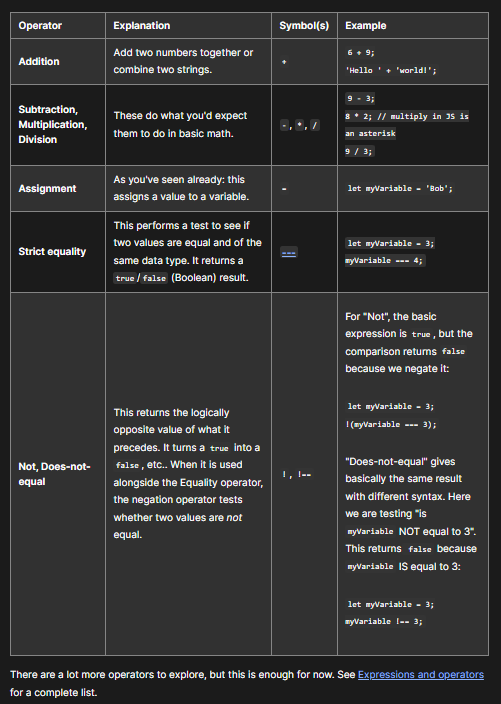 Operator Explanation Symbol(s) Example
Addition
Add two numbers together or
combine two strings.
+
6 + 9;
'Hello ' + 'world!';
Subtraction,
Multiplication,
Division
These do what you'd expect
them to do in basic math.
-, *, /
9 - 3;
8 * 2; // multiply in JS is
an asterisk
9 / 3;
Assignment
As you've seen already: this
assigns a value to a variable.
=
let myVariable = 'Bob';
Strict equality
This performs a test to see if
two values are equal and of the
same data type. It returns a
true/false (Boolean) result.
===
let myVariable = 3;
myVariable === 4;
Not, Does-not-
equal
This returns the logically
opposite value of what it
precedes. It turns a true into a
false, etc.. When it is used
alongside the Equality operator,
the negation operator tests
whether two values are not
equal.
!, !==
For "Not", the basic
expression is true, but the
comparison returns false
because we negate it:
let myVariable = 3;
!(myVariable === 3);
"Does-not-equal" gives
basically the same result
with different syntax. Here
we are testing "is
myVariable NOT equal to 3".
This returns false because
myVariable IS equal to 3:
let myVariable = 3;
myVariable !== 3;
There are a lot more operators to explore, but this is enough for now. See Expressions and operators
for a complete list.